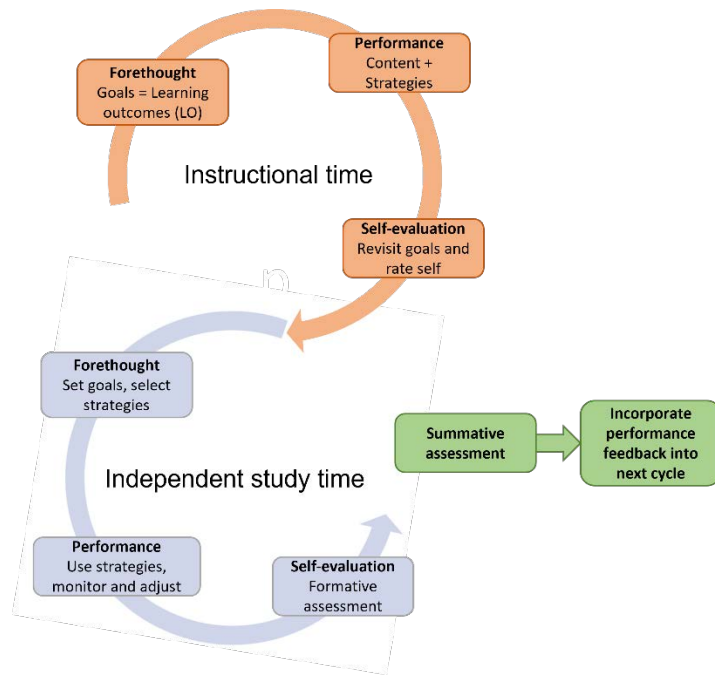 Forethought
Goals = Learning
outcomes (LO)
Performance
Content +
Strategies
Instructional time
Self-evaluation
Revisit goals and
rate self
Forethought
Set goals, select
strategies
Independent study time
Performance
Use strategies,
monitor and adjust
Self-evaluation
Formative
assessment
Summative
assessment
Incorporate
performance
feedback into
next cycle